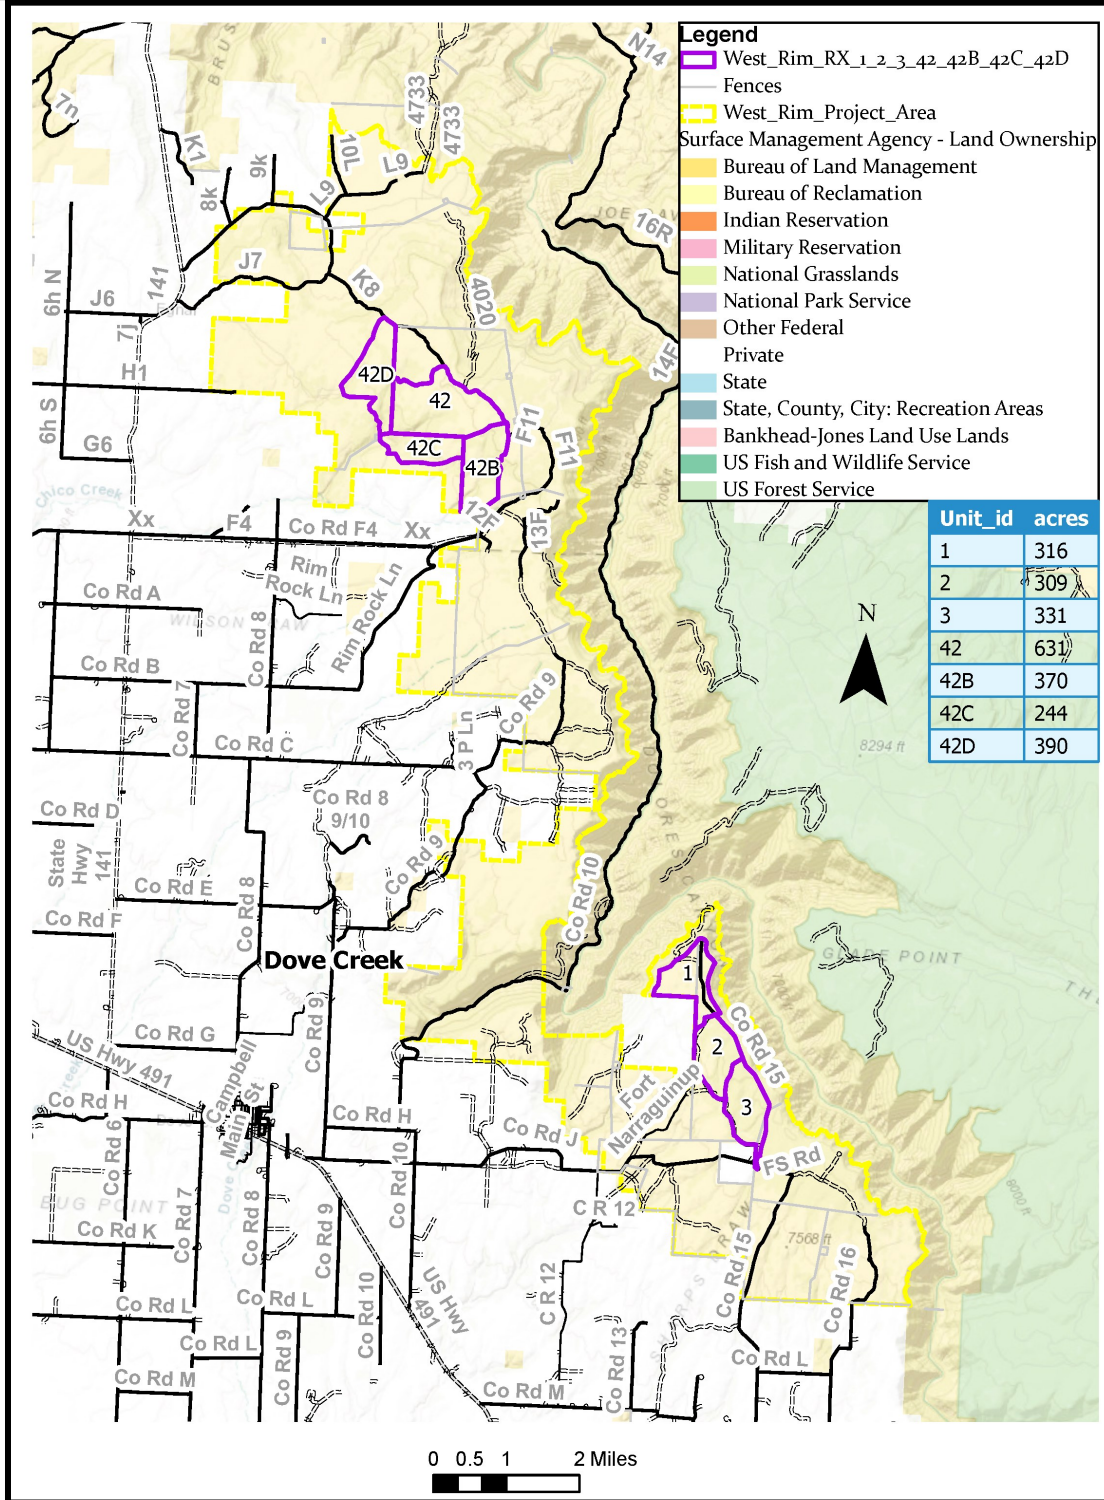 Legend
West_Rim_RX_1_2_3_42_42B_42C_42D
Fences
West_Rim_Project_Area
Surface Management Agency - Land Ownership
Bureau of Land Management
Bureau of Reclamation
Indian Reservation
Military Reservation
National Grasslands
National Park Service
Other Federal
Private
State
State, County, City: Recreation Areas
Bankhead-Jones Land Use Lands
US Fish and Wildlife Service
US Forest Service
Unit_id acres
1 316
2 309
3 331
42 631
42B 370
42C 244
42D 390
N
N14
7n
K1
8k
9k
10L
L9
L9
4733
4733
16R
141
J7
K8
4020
6h N
J6
7j
Eghar
14F
H1
6h S
G6
42D
42
42C
42B
F11
F11
12F
13F
Chico Creek
Xx
F4
Co Rd F4
Xx
Rim
Rock Ln
Rim Rock Ln
Co Rd A
WILSON
Co Rd 8
Co Rd B
Co Rd 7
Co Rd C
3 P Ln
Co Rd 9
8294 ft
Co Rd D
State
Hwy
141
Co Rd 8
9/10
Co Rd 9
Co Rd E
Co Rd 8
Co Rd F
Co Rd 10
Dove Creek
GLADE POINT
1
2
3
Co Rd 15
Co Rd G
Co Rd 9
US Hwy 491
Campbell
Main St
Co Rd H
Co Rd H
Fort
Narraguinup
Co Rd J
FS Rd
Co Rd 6
Co Rd 7
BUG POINT
Co Rd 8
Co Rd 9
Co Rd 10
C R 12
8000 ft
Co Rd K
7568 ft
Co Rd 15
Co Rd 16
Co Rd L
Co Rd L
Co Rd 10
US Hwy
491
C R 12
Co Rd 13
Co Rd L
Co Rd 9
Co Rd L
Co Rd M
Co Rd M
0 0.5 1 2 Miles